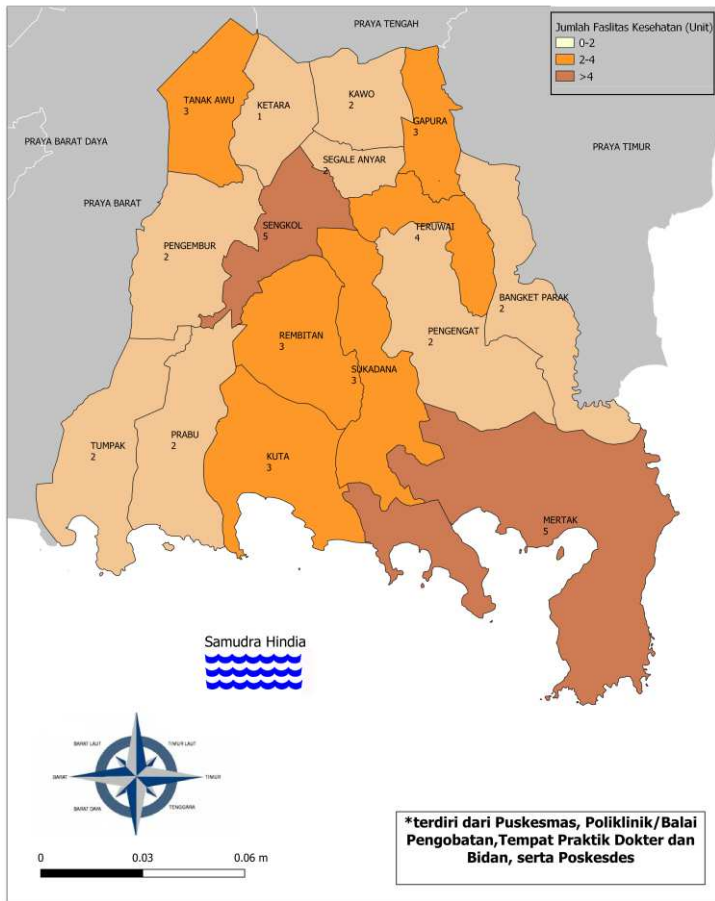 PRAYA TENGAH
Jumlah Faslitas Kesehatan (Unit)
0-2
2-4
>4
TANAK AWU
3
KETARA
1
KAWO
2
GAPURA
3
PRAYA BARAT DAYA
PRAYA TIMUR
SEGALE ANYAR
2
PRAYA BARAT
SENGKOL
5
TERUWAI
4
PENGEMBUR
2
BANGKET PARAK
2
REMBITAN
3
PENGENGAT
2
SUKADANA
3
TUMPAK
2
PRABU
2
KUTA
3
MERTAK
5
Samudra Hindia
BARAT LAUT
TIMUR LAUT
BARAT
TIMUR
BARAT DAYA
TENGGARA
*terdiri dari Puskesmas, Poliklinik/Balai
Pengobatan,Tempat Praktik Dokter dan
Bidan, serta Poskesdes
0 0.03 0.06 m